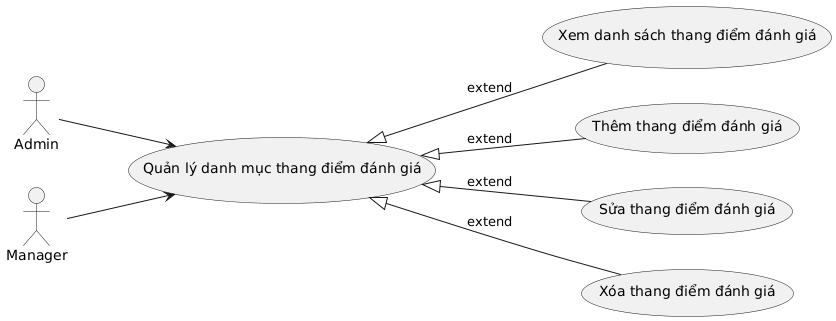 Xem danh sách thang điểm đánh giá
extend
Thêm thang điểm đánh giá
extend
Admin
Quản lý danh mục thang điểm đánh giá
extend
Sửa thang điểm đánh giá
extend
Manager
Xóa thang điểm đánh giá